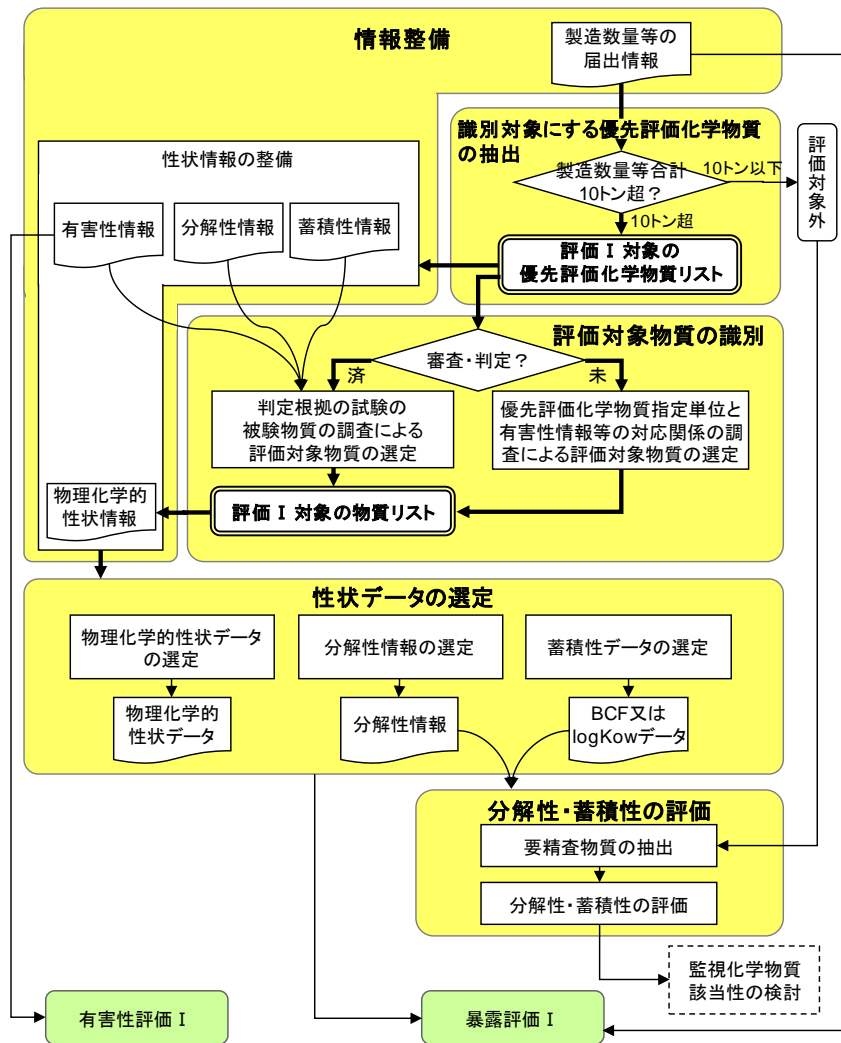 情報整備
製造数量等の
届出情報
識別対象にする優先評価化学物質
の抽出
製造数量等合計
10トン超？
10トン以下
10トン超
評価対象外
評価Ⅰ対象の
優先評価化学物質リスト
性状情報の整備
有害性情報
分解性情報
蓄積性情報
評価対象物質の識別
審査・判定？
済
未
判定根拠の試験の
被験物質の調査による
評価対象物質の選定
優先評価化学物質指定単位と
有害性情報等の対応関係の調
査による評価対象物質の選定
物理化学的
性状情報
評価Ⅰ対象の物質リスト
性状データの選定
物理化学的性状データ
の選定
分解性情報の選定
蓄積性データの選定
物理化学的
性状データ
分解性情報
BCF又は
logKowデータ
分解性・蓄積性の評価
要精査物質の抽出
分解性・蓄積性の評価
監視化学物質
該当性の検討
有害性評価Ⅰ
暴露評価Ⅰ